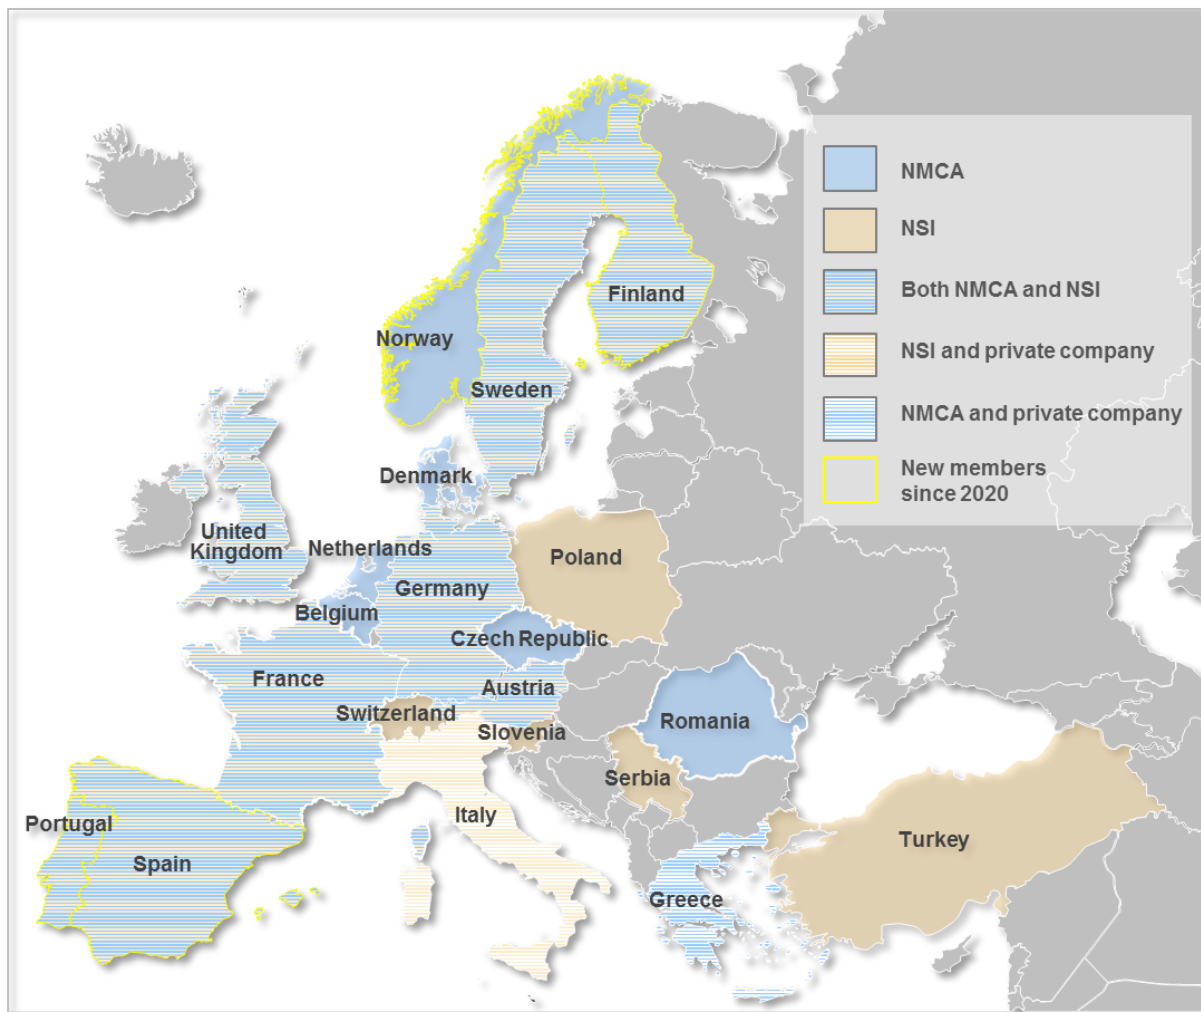 NMCA
NSI
Both NMCA and NSI
NSI and private company
NMCA and private company
New members
since 2020
Finland
Norway
Sweden
Denmark
United
Kingdom
Netherlands
Poland
Germany
Belgium
Czech Republic
France
Austria
Switzerland
Romania
Slovenia
Serbia
Italy
Portugal
Turkey
Spain
Greece